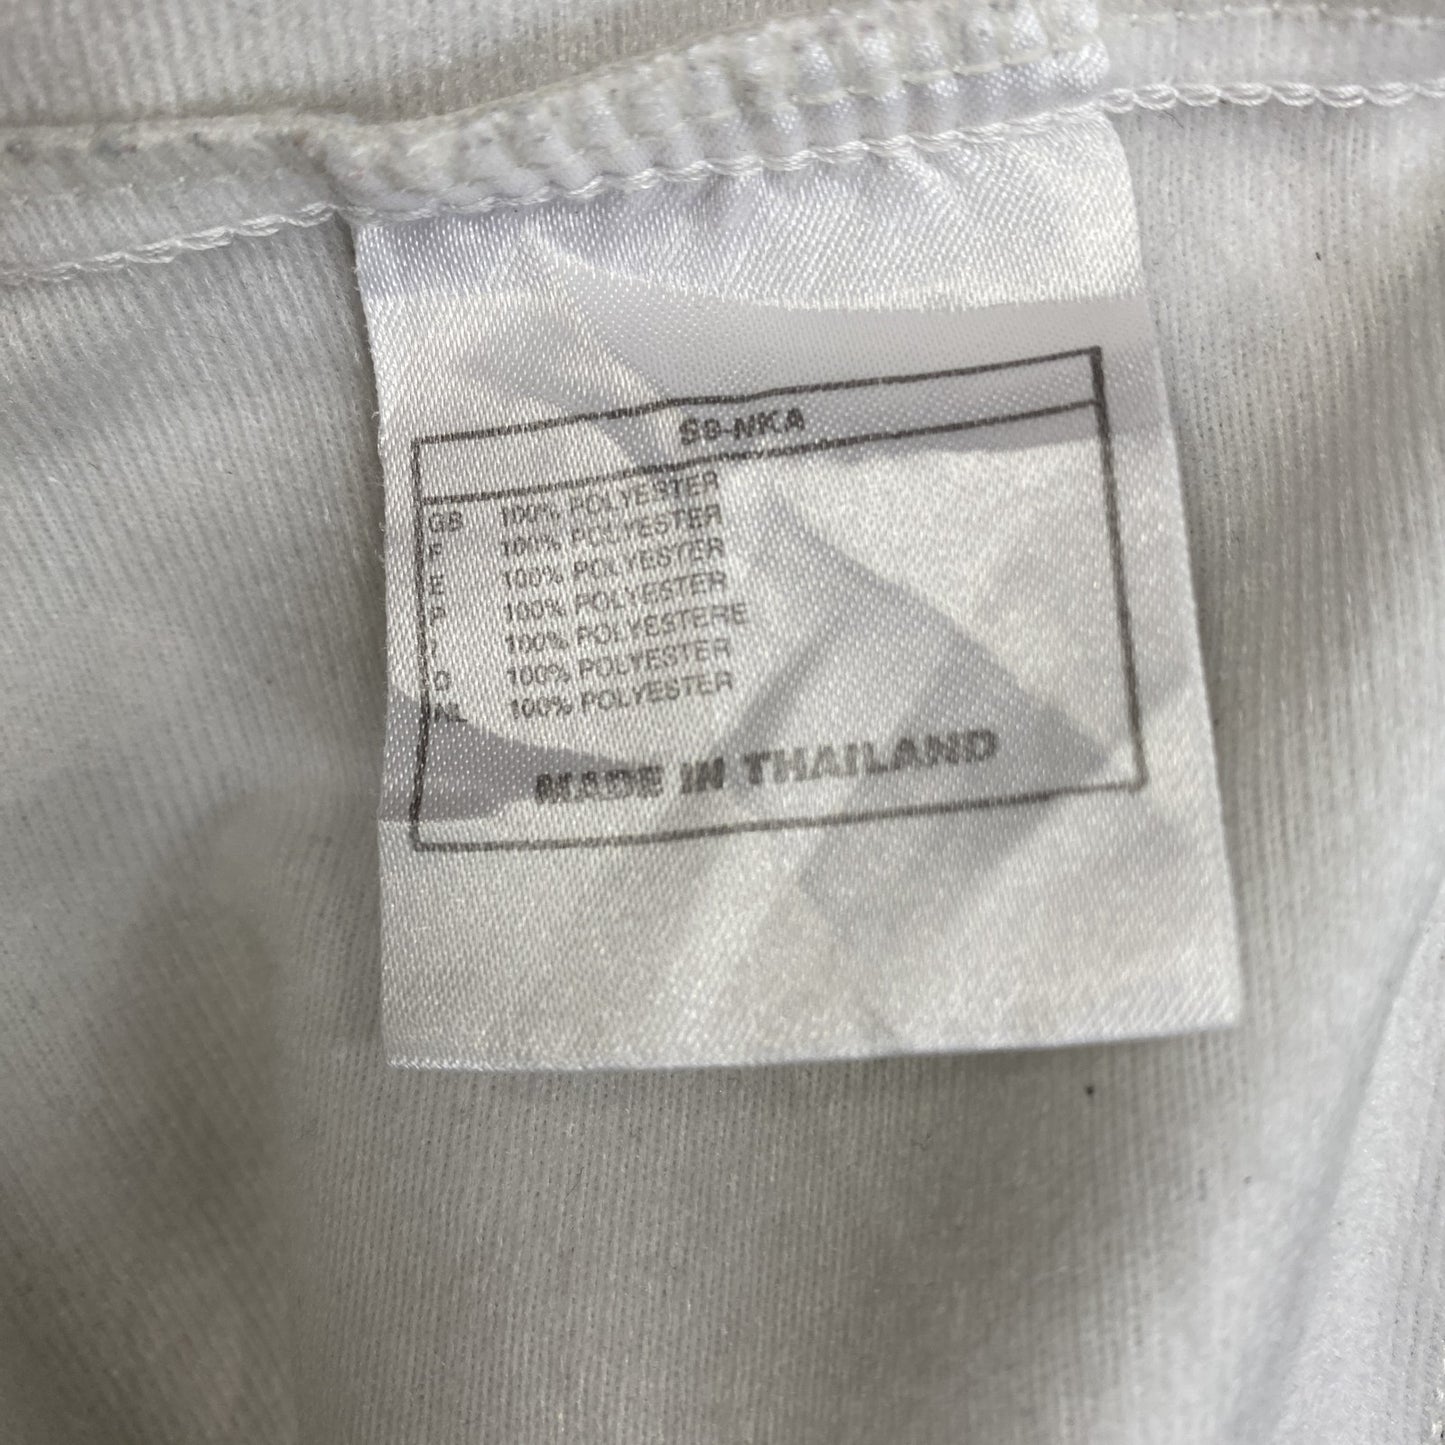 S9-NKA
GB 100% POLYESTER
F 100% POLYESTER
E 100% POLYESTER
P 100% POLYESTER
I 100% POLYESTERE
D 100% POLYESTER
NL 100% POLYESTER
MADE IN THAILAND